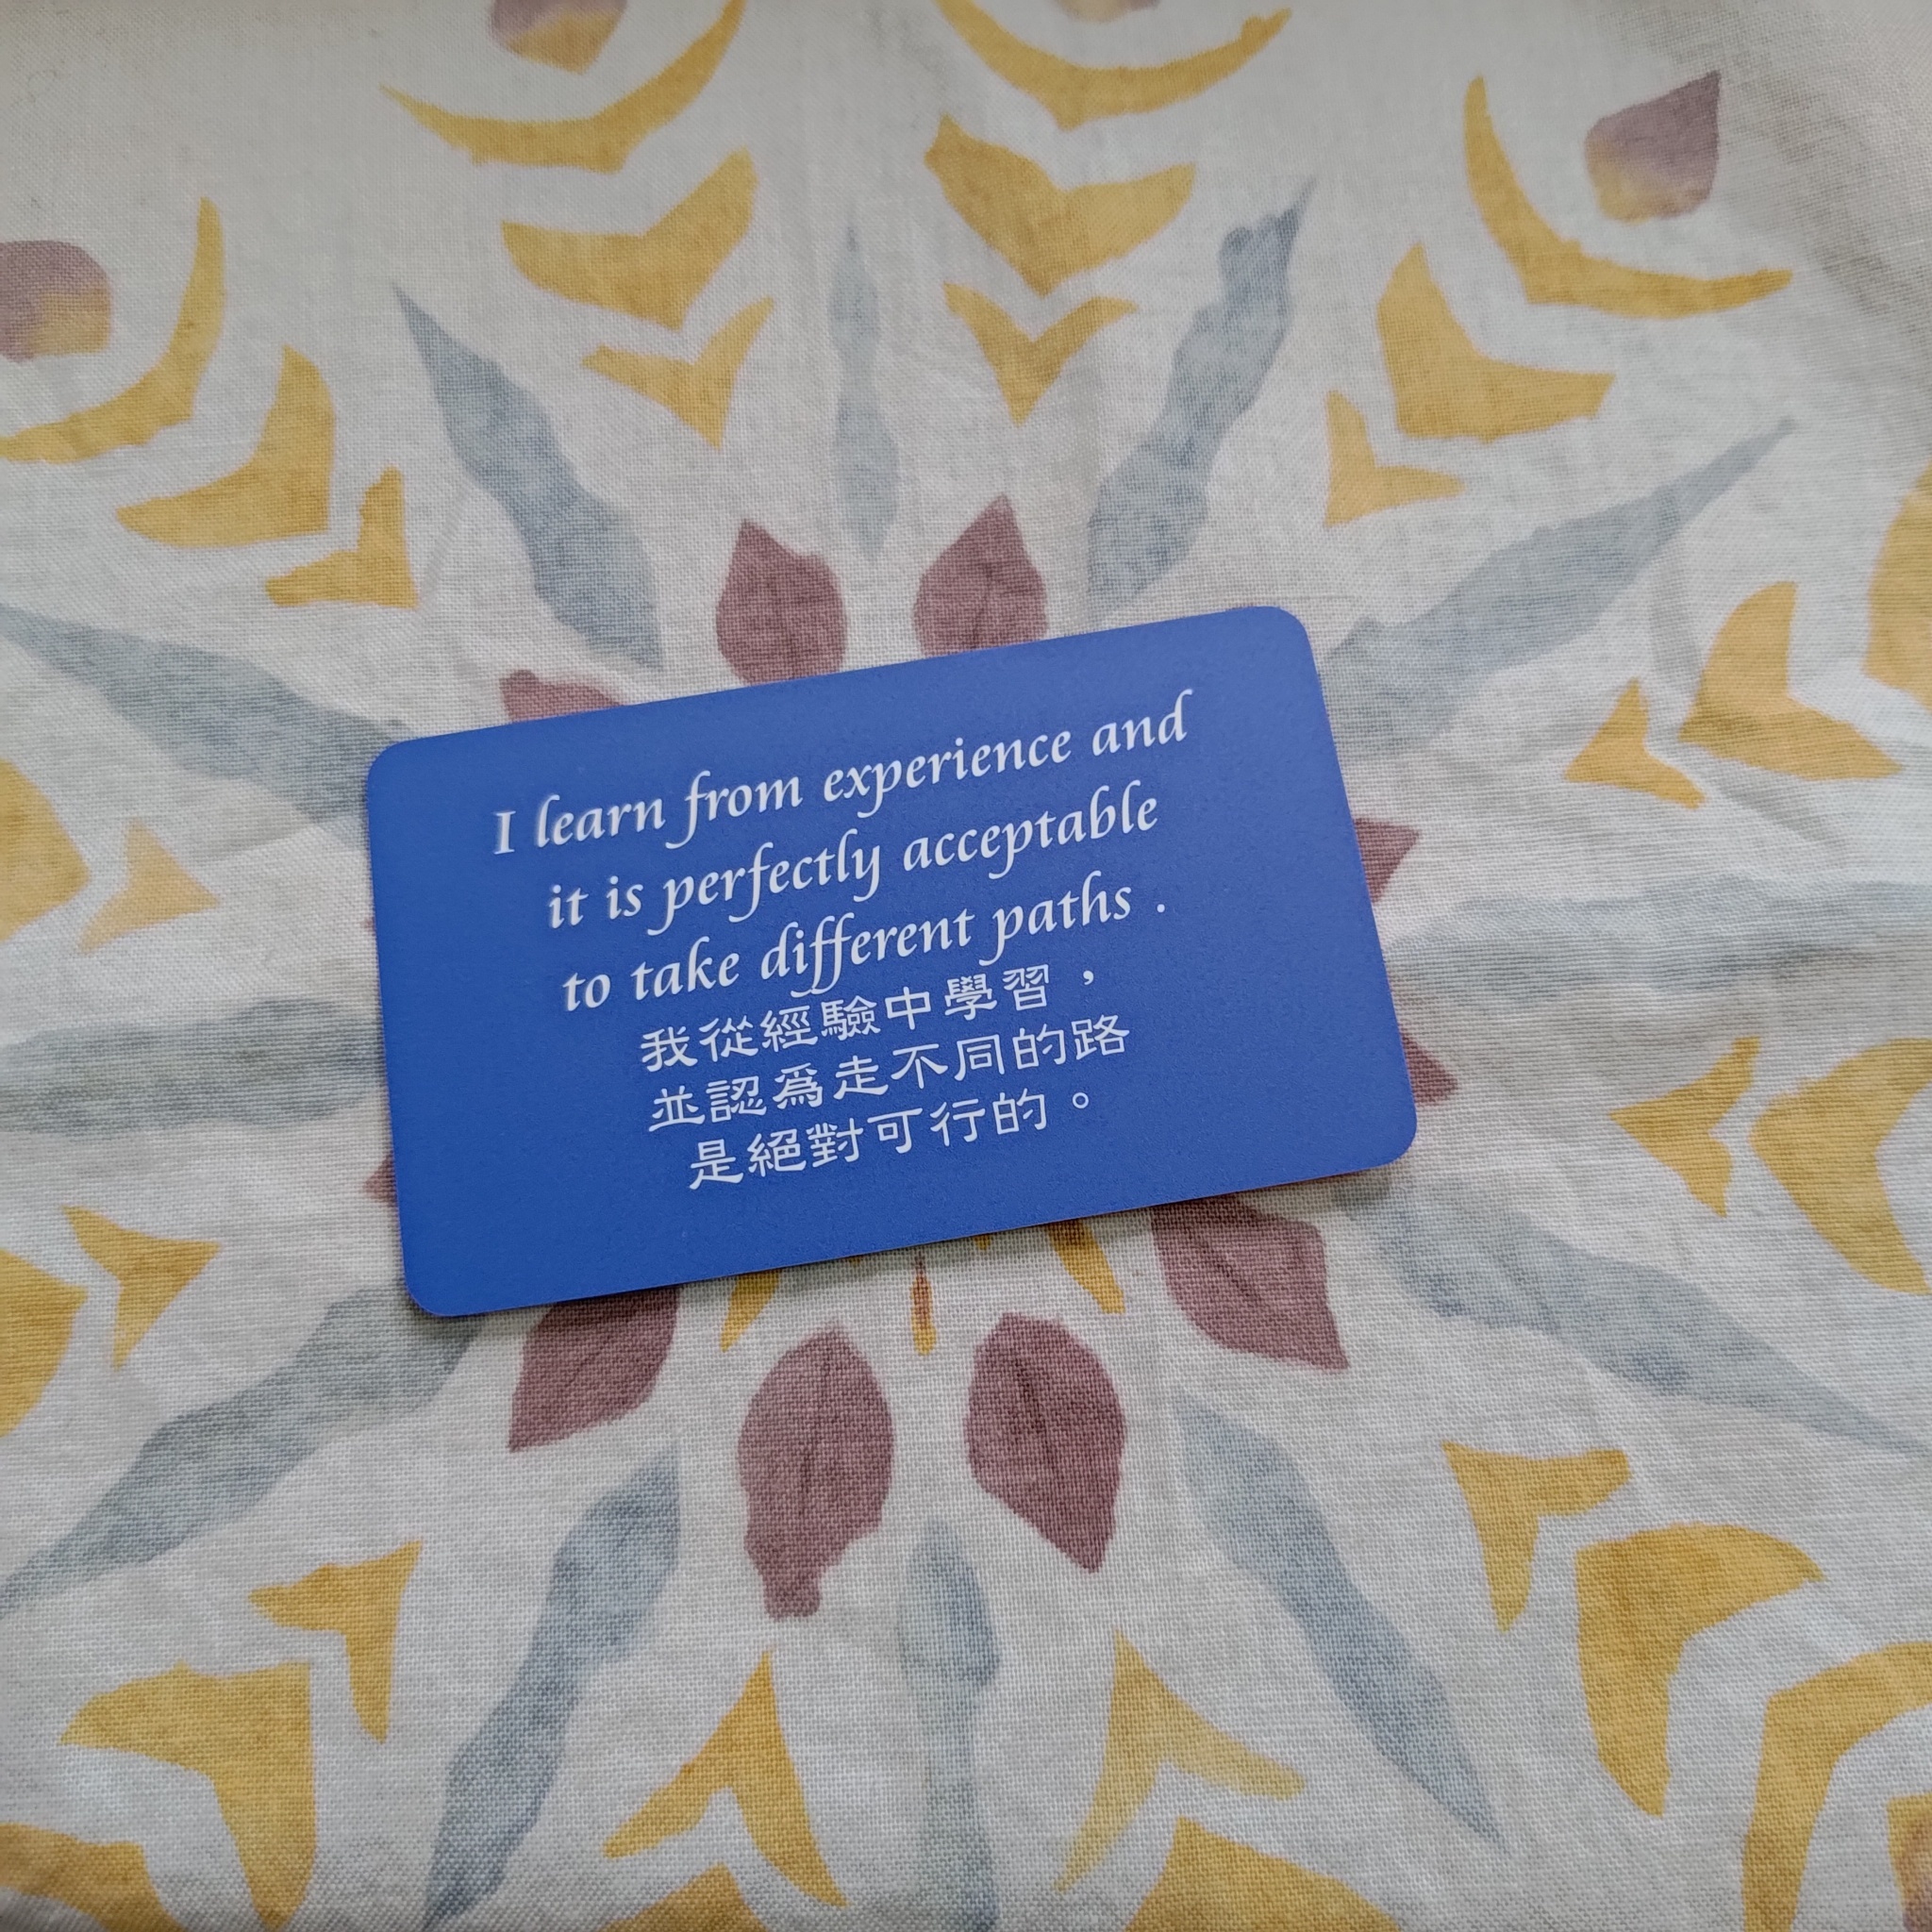 I learn from experience and
it is perfectly acceptable
to take different paths .
我從經驗中學習，
並認為走不同的路
是絕對可行的。